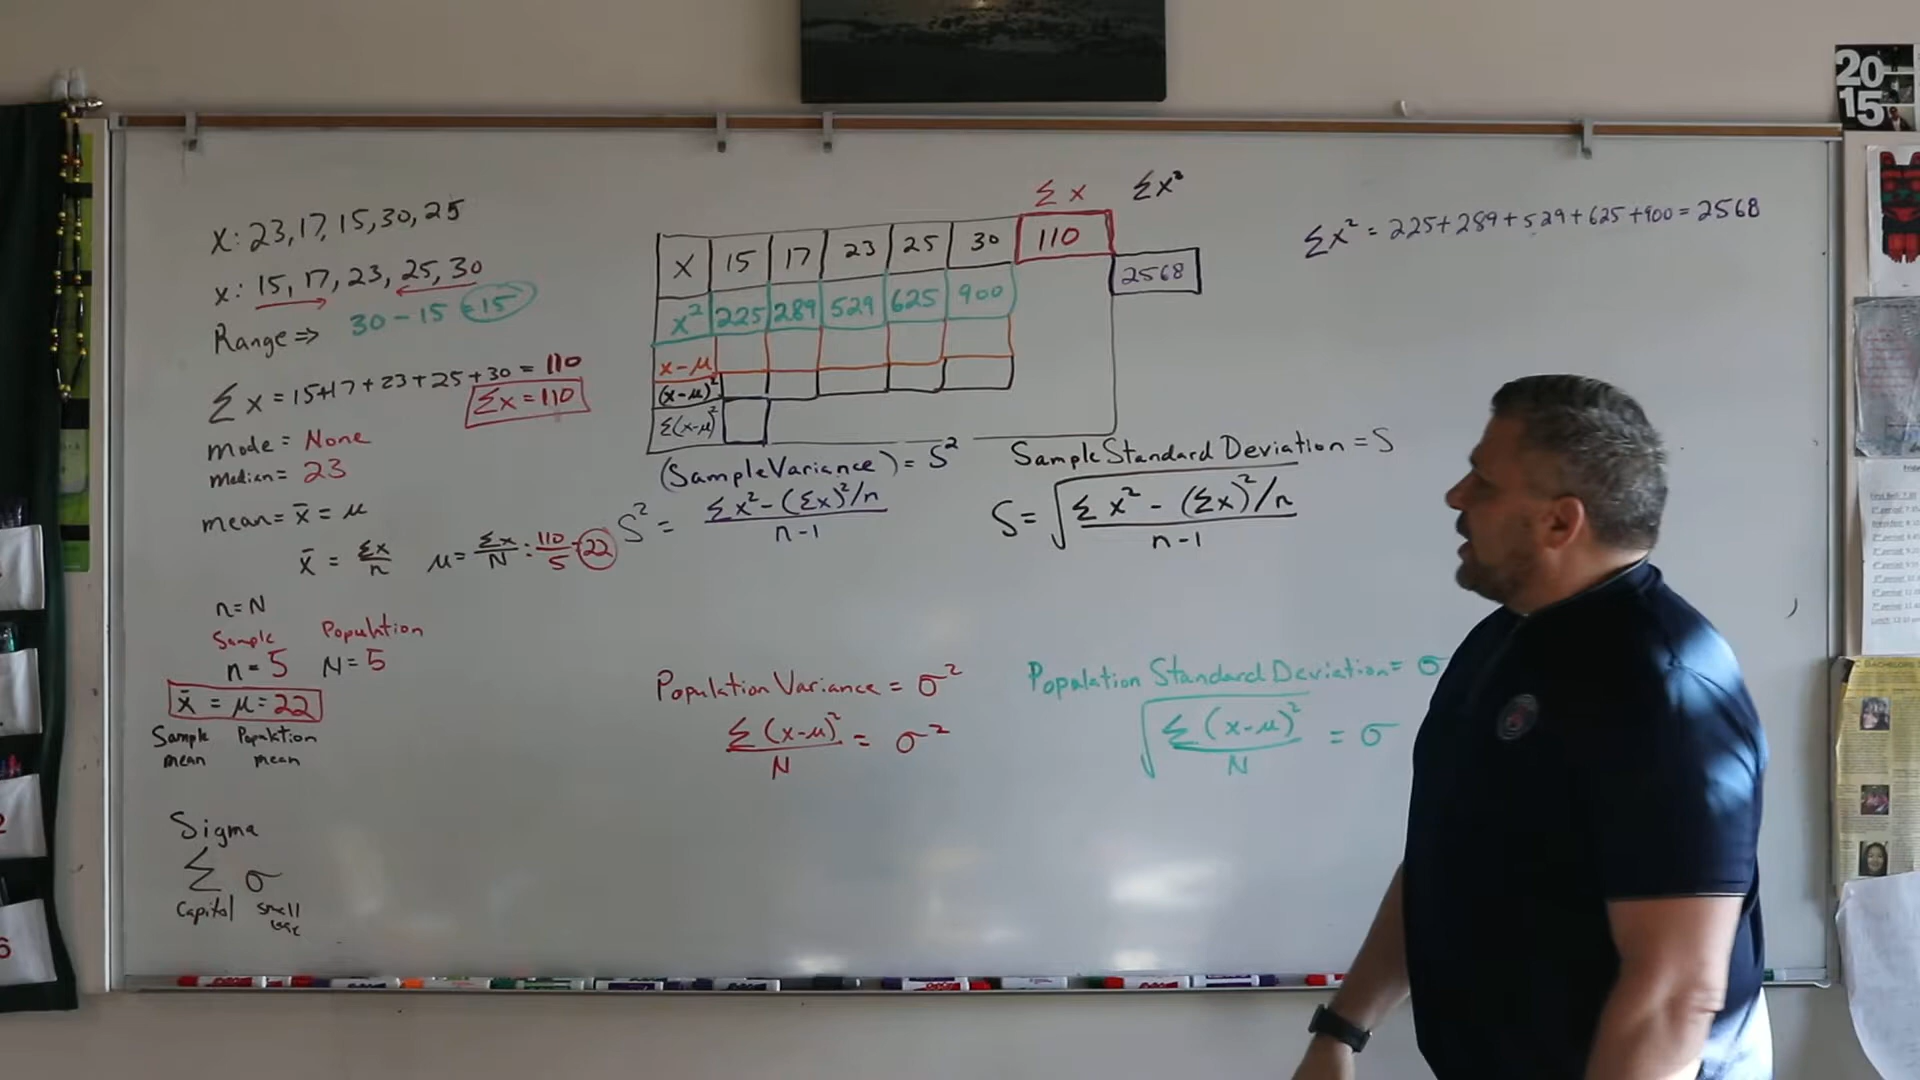 x: 23, 17, 15, 30, 25
x: 15, 17, 23, 25, 30
Range ⇒ 30 - 15 = 15
Σx = 15+17+23+25+30 = 110
Σx = 110
mode = None
Median = 23
mean = x̄ = μ
x̄ = Σx/n μ = Σx/N : 110/5 = 22
n = N
Sample Population
n = 5 N = 5
x̄ = μ = 22
Sample Population
mean mean
Sigma
Σ σ
Capital small
case
Σx Σx²
X 15 17 23 25 30 110
2568
x² 225 289 529 625 900
x-μ
(x-μ)²
Σ(x-μ)²
(Sample Variance) = S²
S² = Σx² - (Σx)²/n
n-1
Sample Standard Deviation = S
S = √ Σx² - (Σx)²/n
n-1
Population Variance = σ²
Σ(x-μ)² = σ²
N
Population Standard Deviation = σ
√ Σ(x-μ)² = σ
N
Σx² = 225+289+529+625+900 = 2568
20
15